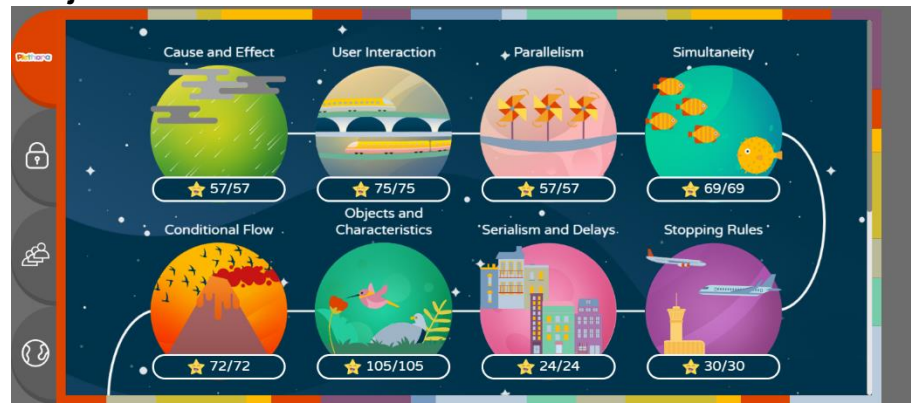 Cause and Effect
User Interaction
Parallelism
Simultaneity
57/57
75/75
57/57
69/69
Conditional Flow
Objects and
Characteristics
Serialism and Delays
Stopping Rules
72/72
105/105
24/24
30/30